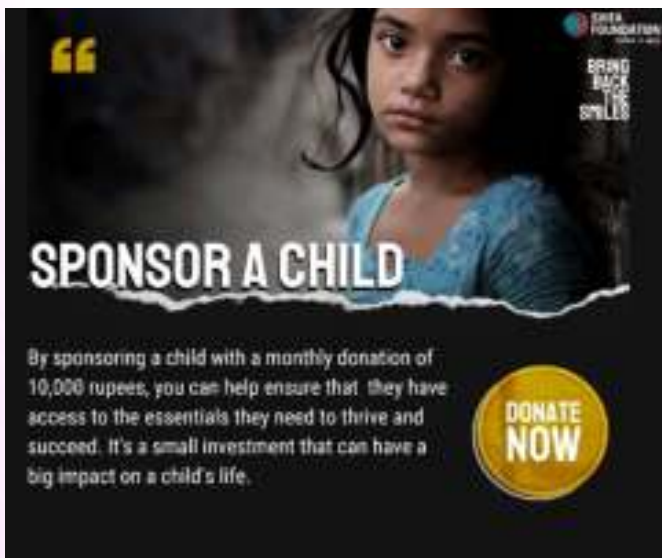 FOUNDATION
BRING
BACK
THE
SMILES
SPONSOR A CHILD
By sponsoring a child with a monthly donation of
10,000 rupees, you can help ensure that they have
access to the essentials they need to thrive and
succeed. It's a small investment that can have a
big impact on a child's life.
DONATE
NOW